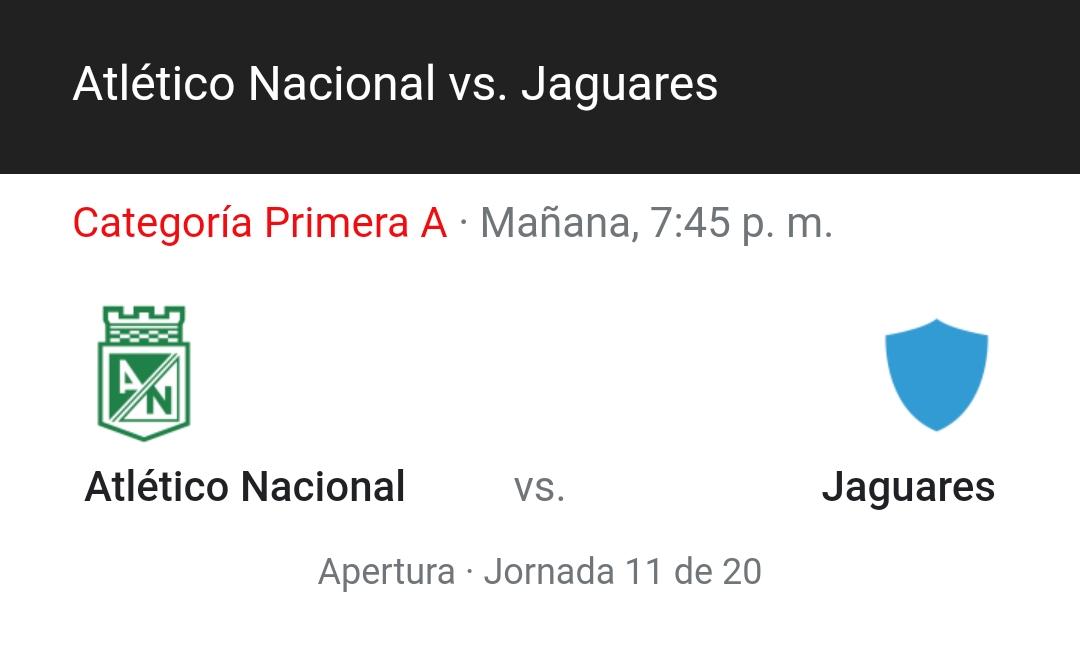 Atlético Nacional vs. Jaguares
Categoría Primera A · Mañana, 7:45 p. m.
AN
Atlético Nacional vs. Jaguares
Apertura · Jornada 11 de 20